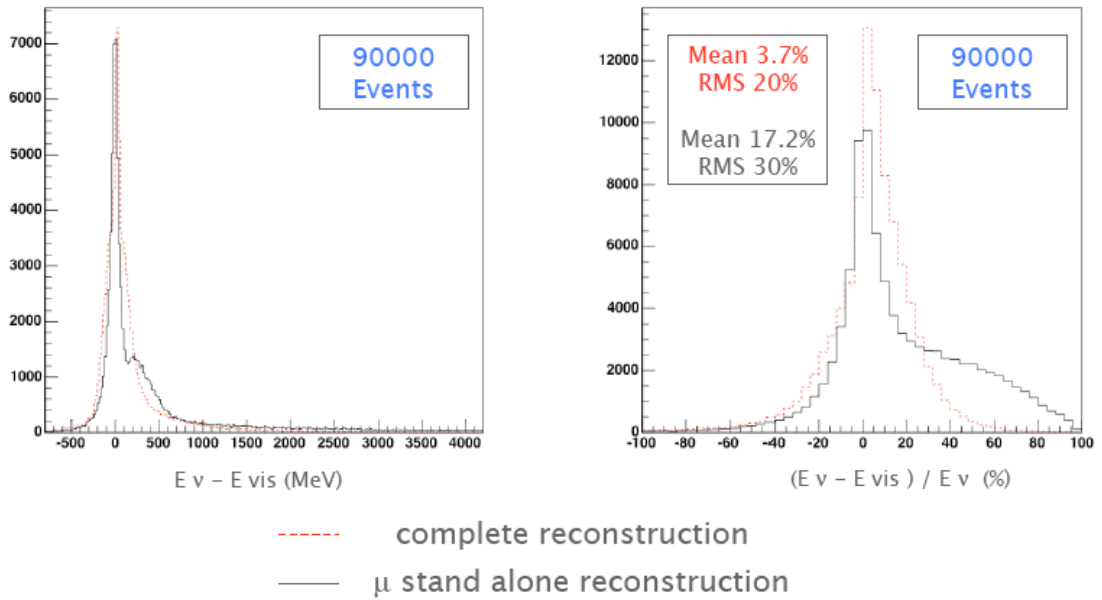 7000
6000
5000
4000
3000
2000
1000
0
-500 0 500 1000 1500 2000 2500 3000 3500 4000
90000
Events
E ν – E vis (MeV)
12000
10000
8000
6000
4000
2000
0
-100 -80 -60 -40 -20 0 20 40 60 80 100
Mean 3.7%
RMS 20%
Mean 17.2%
RMS 30%
90000
Events
(E ν – E vis ) / E ν (%)
complete reconstruction
μ stand alone reconstruction